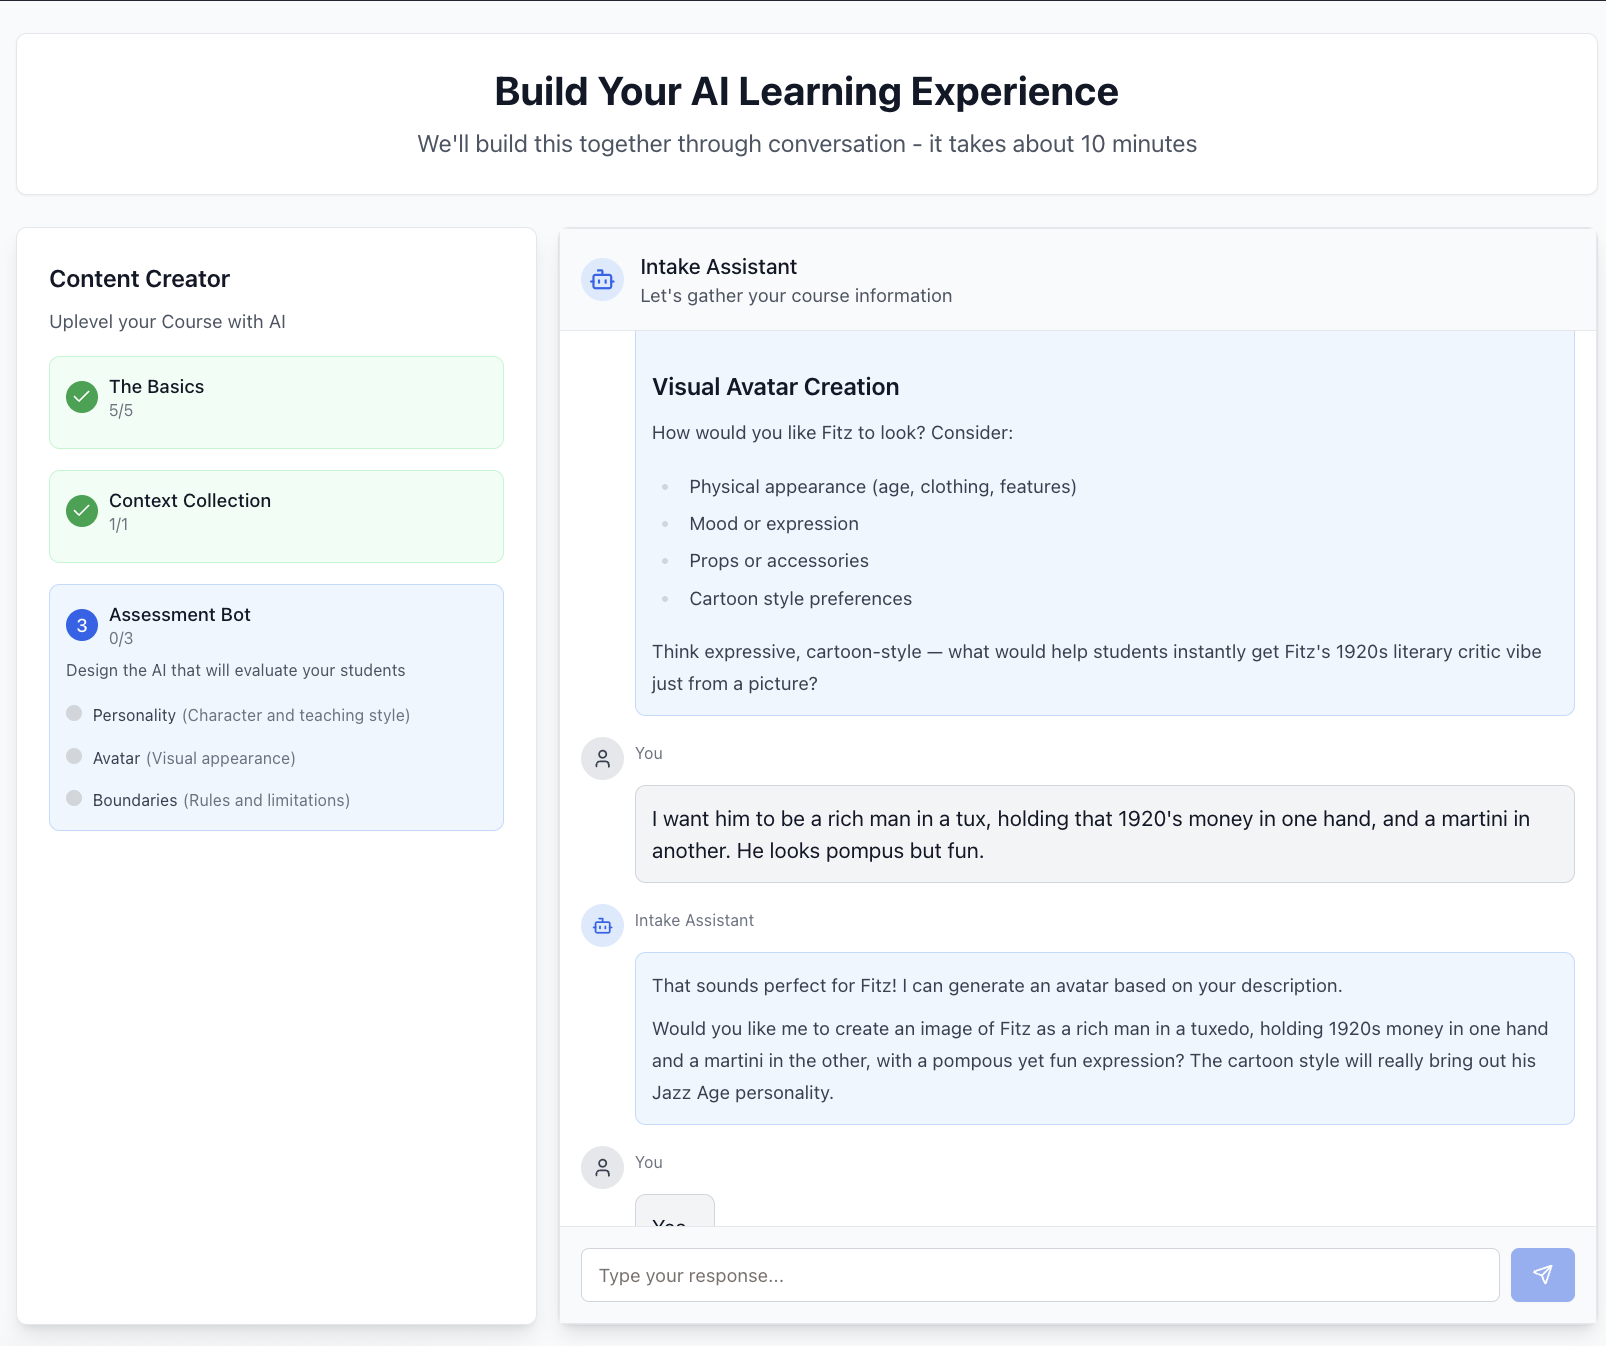 Build Your AI Learning Experience
We'll build this together through conversation - it takes about 10 minutes
Content Creator
Uplevel your Course with AI
The Basics
5/5
Context Collection
1/1
3
Assessment Bot
0/3
Design the AI that will evaluate your students
Personality (Character and teaching style)
Avatar (Visual appearance)
Boundaries (Rules and limitations)
Intake Assistant
Let's gather your course information
Visual Avatar Creation
How would you like Fitz to look? Consider:
Physical appearance (age, clothing, features)
Mood or expression
Props or accessories
Cartoon style preferences
Think expressive, cartoon-style — what would help students instantly get Fitz's 1920s literary critic vibe
just from a picture?
You
I want him to be a rich man in a tux, holding that 1920's money in one hand, and a martini in
another. He looks pompus but fun.
Intake Assistant
That sounds perfect for Fitz! I can generate an avatar based on your description.
Would you like me to create an image of Fitz as a rich man in a tuxedo, holding 1920s money in one hand
and a martini in the other, with a pompous yet fun expression? The cartoon style will really bring out his
Jazz Age personality.
You
Yes
Type your response...